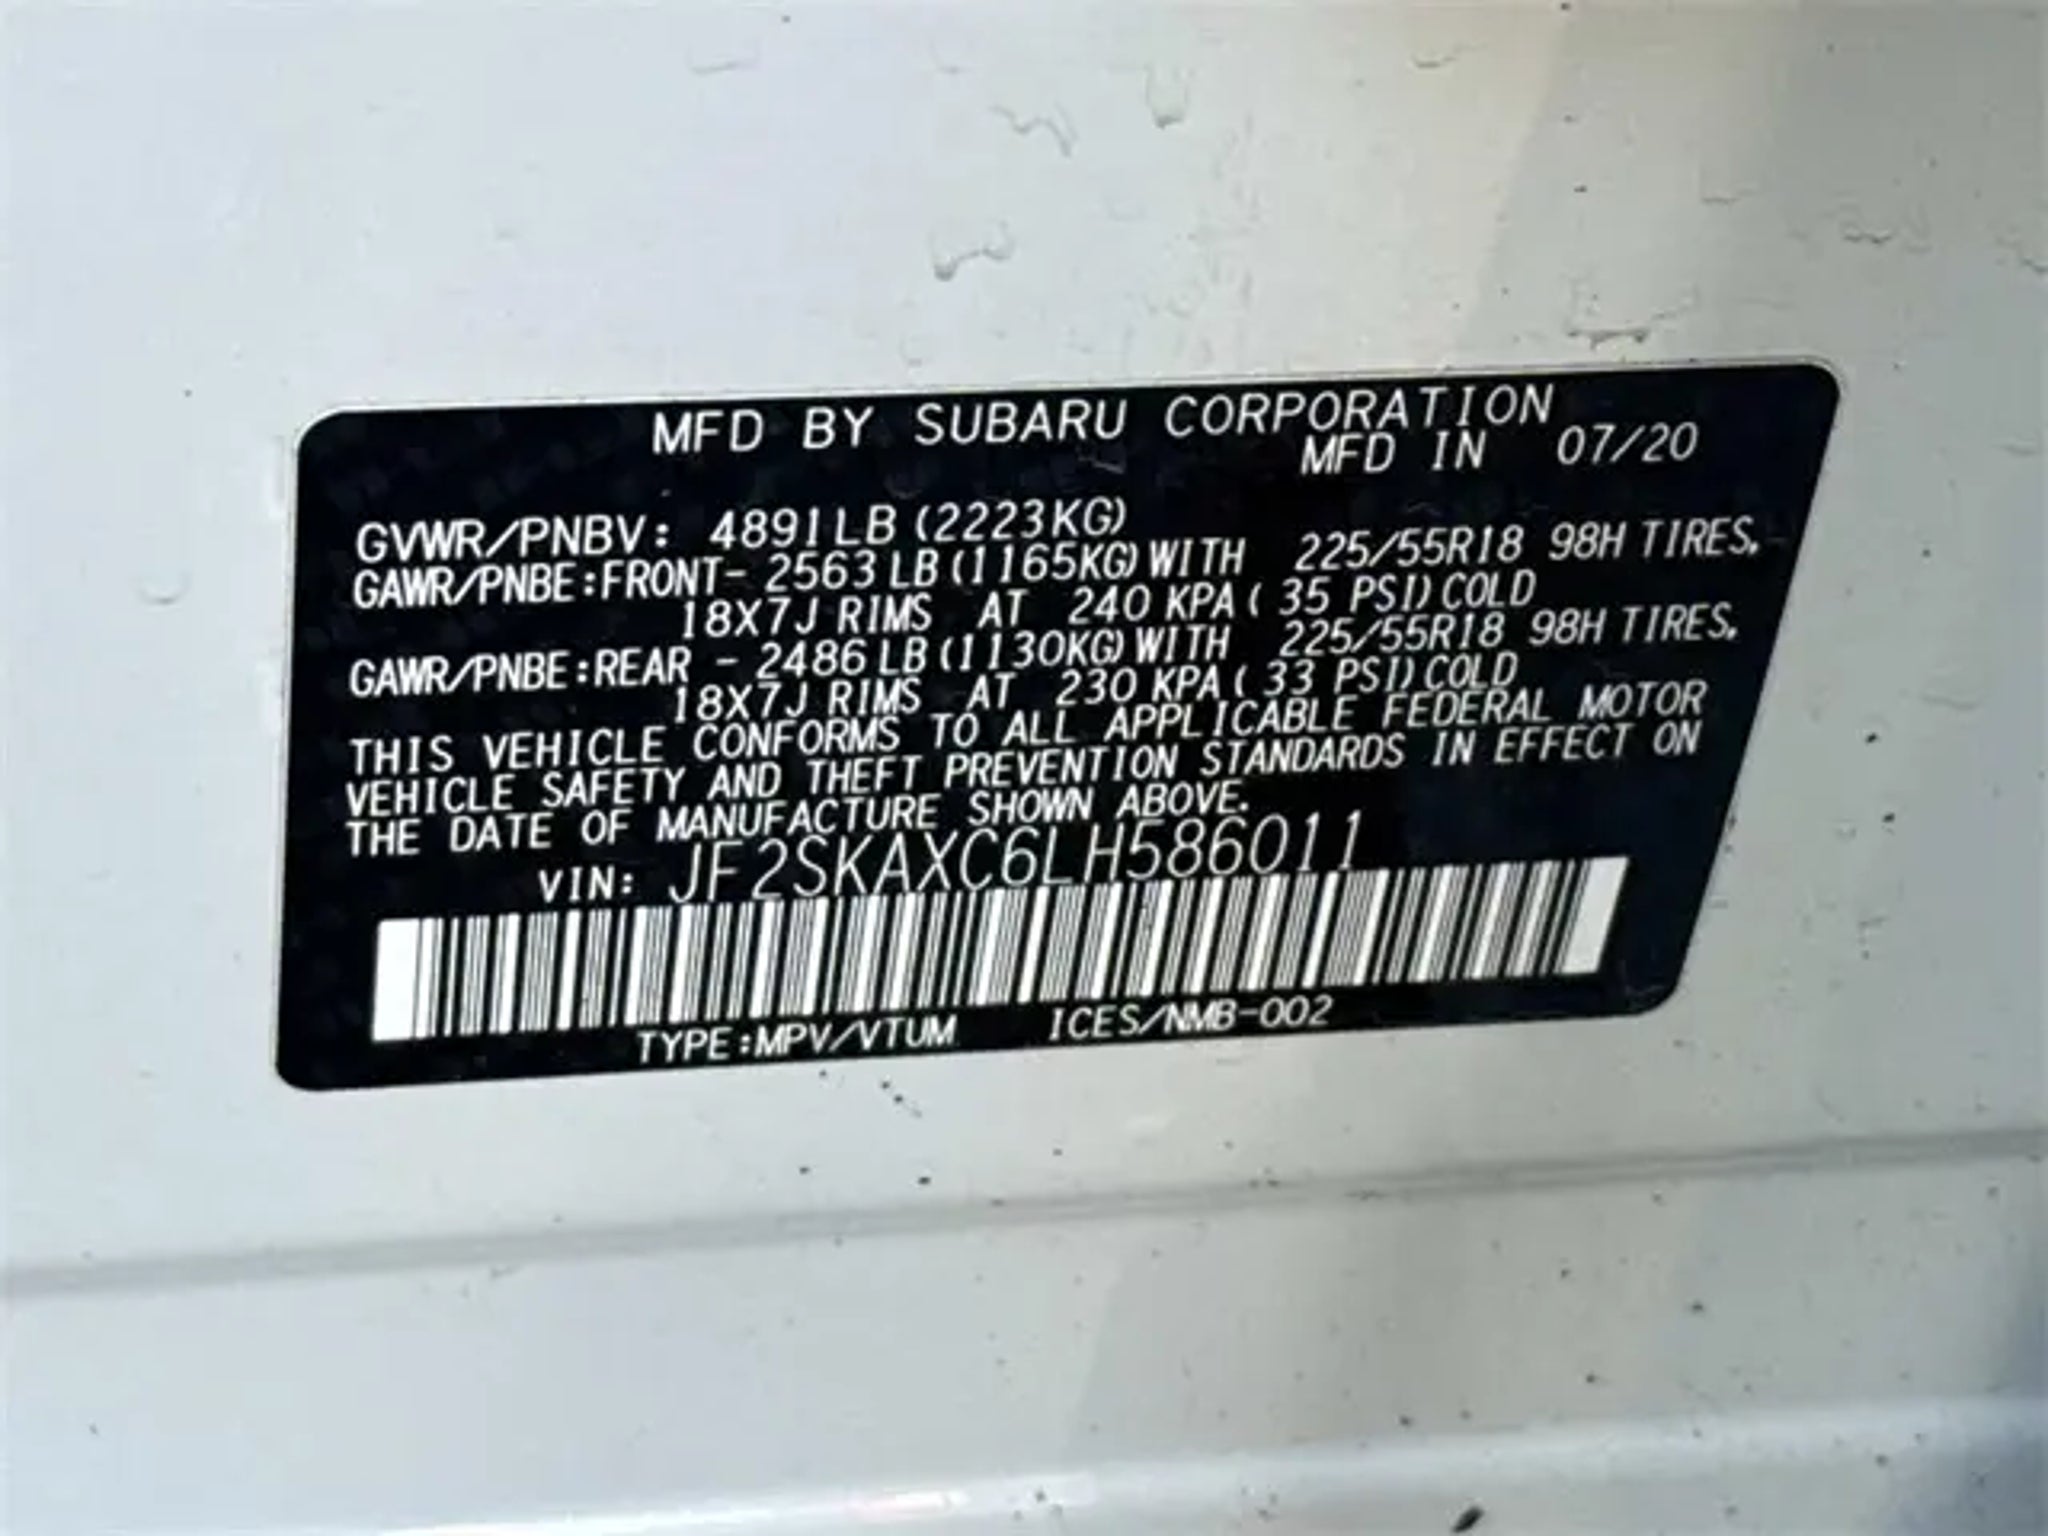 MFD BY SUBARU CORPORATION
MFD IN 07/20
GVWR/PNBV: 4891LB (2223KG)
GAWR/PNBE:FRONT- 2563 LB(1165KG)WITH 225/55R18 98H TIRES.
18X7J RIMS AT 240 KPA( 35 PSI)COLD
GAWR/PNBE:REAR - 2486 LB(1130KG)WITH 225/55R18 98H TIRES.
18X7J RIMS AT 230 KPA( 33 PSI)COLD
THIS VEHICLE CONFORMS TO ALL APPLICABLE FEDERAL MOTOR
VEHICLE SAFETY AND THEFT PREVENTION STANDARDS IN EFFECT ON
THE DATE OF MANUFACTURE SHOWN ABOVE.
VIN: JF2SKAXC6LH586011
TYPE:MPV/VTUM ICES/NMB-002